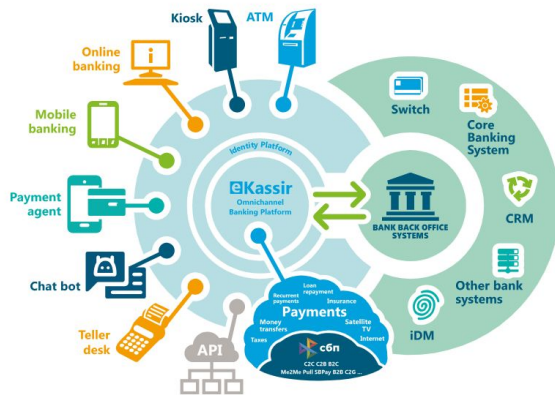 Kiosk
ATM
Online
banking
Mobile
banking
Payment
agent
Chat bot
Teller
desk
API
Identity Platform
eKassir
Omnichannel
Banking Platform
BANK BACK OFFICE
SYSTEMS
Switch
Core
Banking
System
CRM
Other bank
systems
iDM
Loan
repayment
Recurrent
payments
Insurance
Payments
Money
transfers
Satellite
TV
Taxes
Internet
сбп
C2C C2B B2C
Me2Me Pull SBPay B2B C2G ...